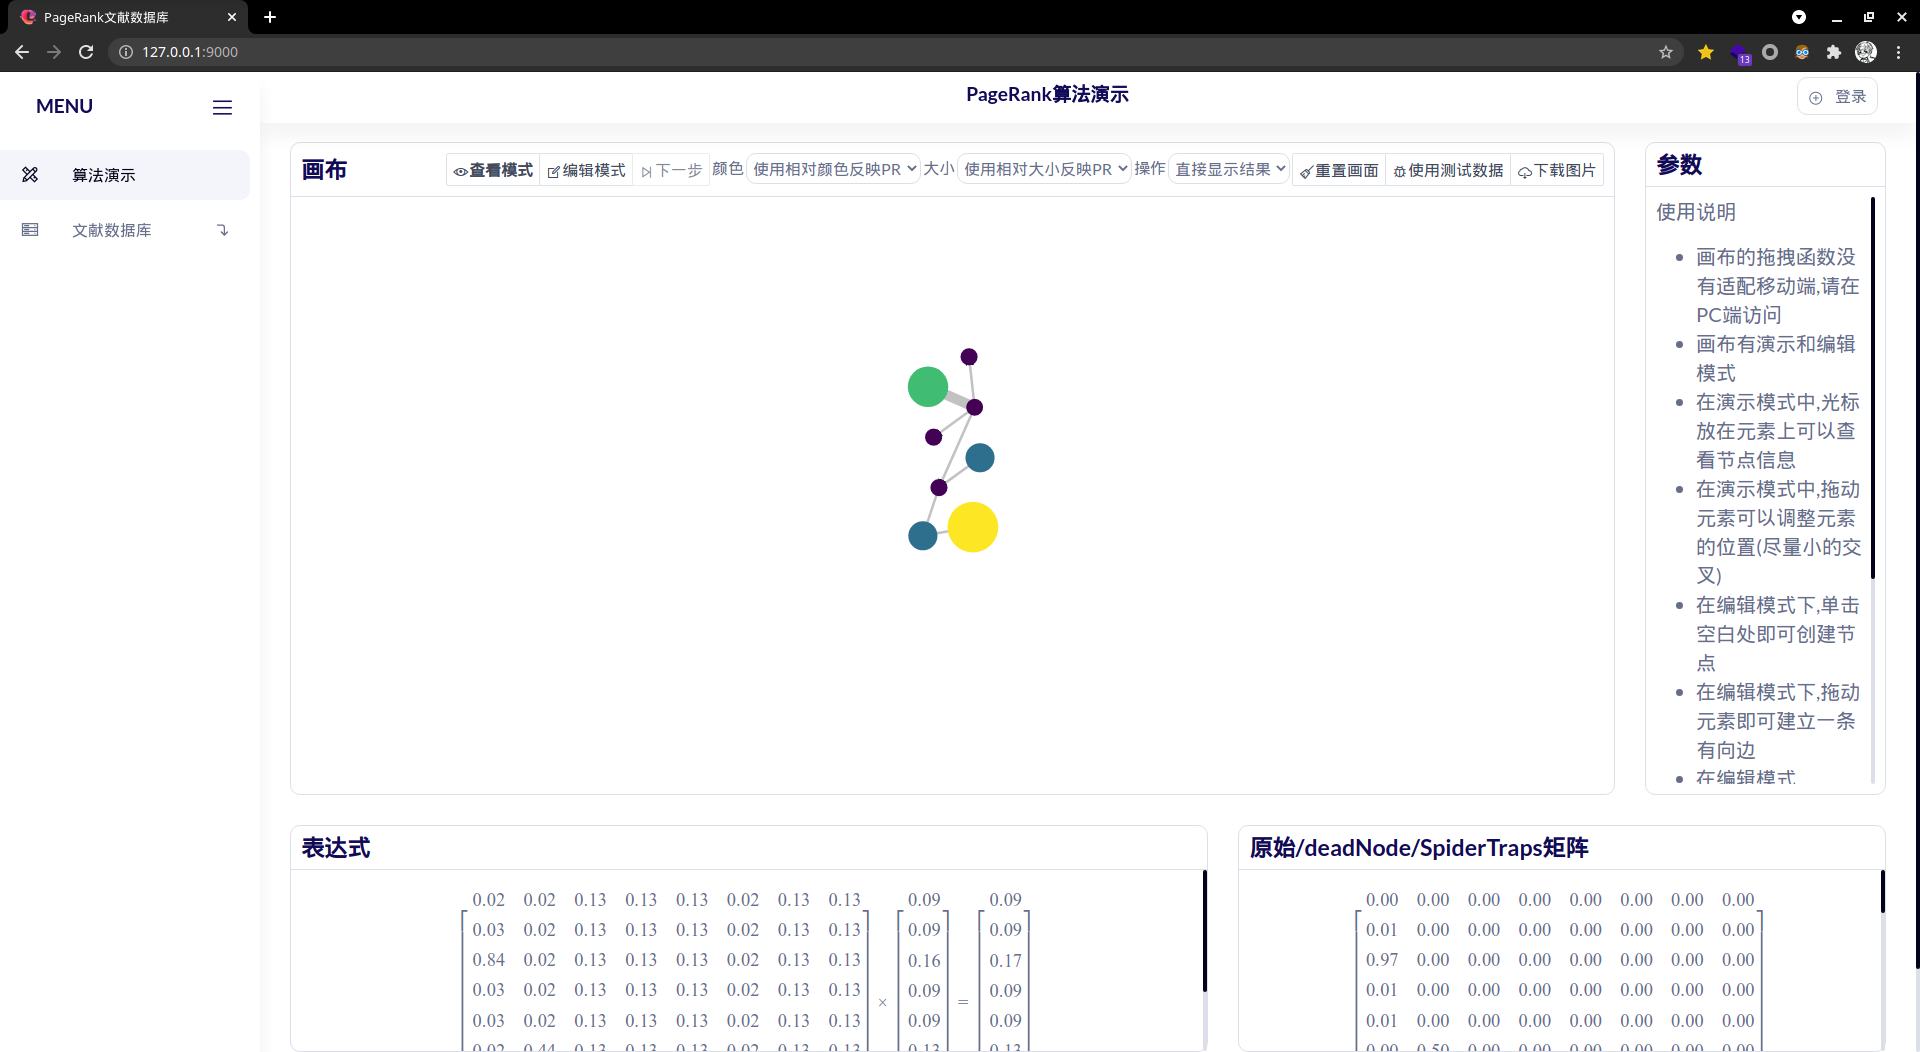 PageRank文献数据库
127.0.0.1:9000
13
MENU
PageRank算法演示
登录
算法演示
文献数据库
画布
查看模式 编辑模式 下一步 颜色 使用相对颜色反映PR 大小 使用相对大小反映PR 操作 直接显示结果 重置画面 使用测试数据 下载图片
参数
使用说明
画布的拖拽函数没
有适配移动端,请在
PC端访问
画布有演示和编辑
模式
在演示模式中,光标
放在元素上可以查
看节点信息
在演示模式中,拖动
元素可以调整元素
的位置(尽量小的交
叉)
在编辑模式下,单击
空白处即可创建节
点
在编辑模式下,拖动
元素即可建立一条
有向边
在编辑模式
表达式
0.02 0.02 0.13 0.13 0.13 0.02 0.13 0.13 0.09 0.09
0.03 0.02 0.13 0.13 0.13 0.02 0.13 0.13 0.09 0.09
0.84 0.02 0.13 0.13 0.13 0.02 0.13 0.13 0.16 0.17
0.03 0.02 0.13 0.13 0.13 0.02 0.13 0.13 × 0.09 = 0.09
0.03 0.02 0.13 0.13 0.13 0.02 0.13 0.13 0.09 0.09
0.02 0.44 0.13 0.13 0.13 0.02 0.13 0.13 0.13 0.13
原始/deadNode/SpiderTraps矩阵
0.00 0.00 0.00 0.00 0.00 0.00 0.00 0.00
0.01 0.00 0.00 0.00 0.00 0.00 0.00 0.00
0.97 0.00 0.00 0.00 0.00 0.00 0.00 0.00
0.01 0.00 0.00 0.00 0.00 0.00 0.00 0.00
0.01 0.00 0.00 0.00 0.00 0.00 0.00 0.00
0.00 0.50 0.00 0.00 0.00 0.00 0.00 0.00